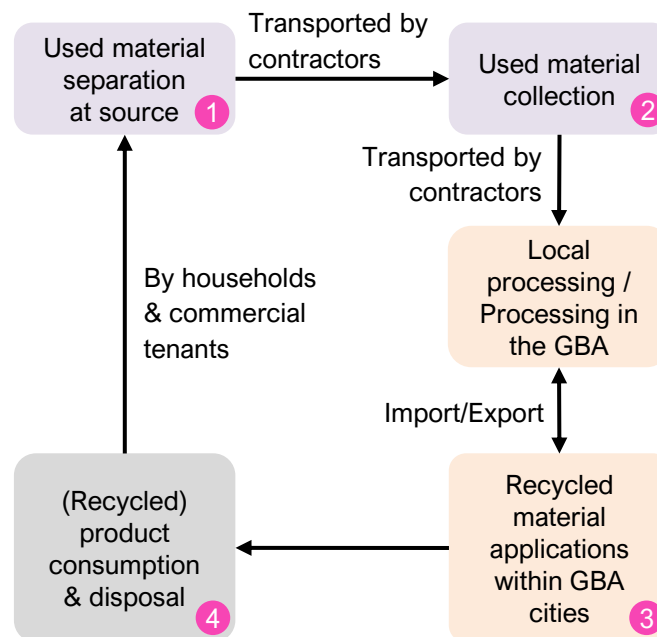 Used material
separation
at source
1
Transported by
contractors
Used material
collection
2
Transported by
contractors
Local
processing /
Processing in
the GBA
Import/Export
Recycled
material
applications
within GBA
cities
3
(Recycled)
product
consumption
& disposal
4
By households
& commercial
tenants